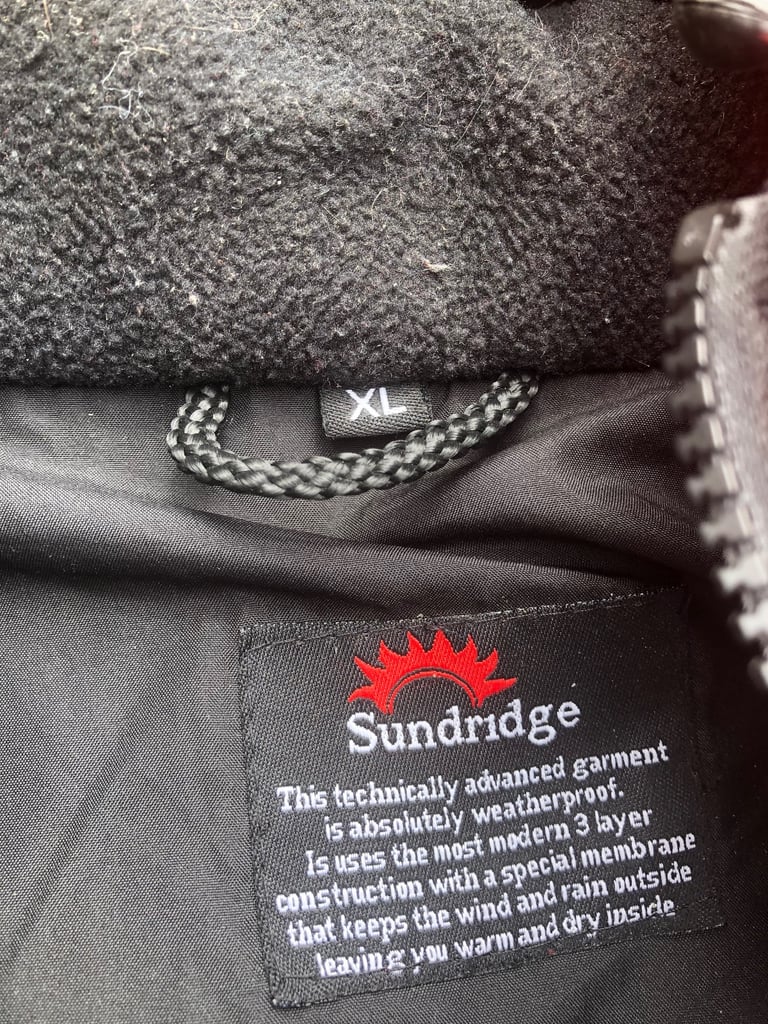 XL
Sundridge
This technically advanced garment
is absolutely weatherproof.
Is uses the most modern 3 layer
construction with a special membrane
that keeps the wind and rain outside
leaving you warm and dry inside